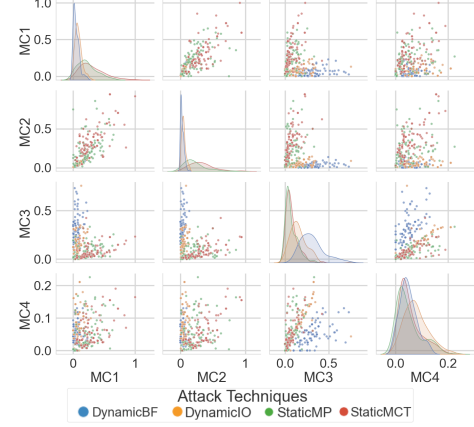 1.0
MC1
0.5
0.0
MC2
0.5
0.0
MC3
0.5
0.0
0.2
MC4
0.1
0.0
0 1 0 1 0.0 0.5 0.0 0.2
MC1 MC2 MC3 MC4
Attack Techniques
DynamicBF DynamicIO StaticMP StaticMCT